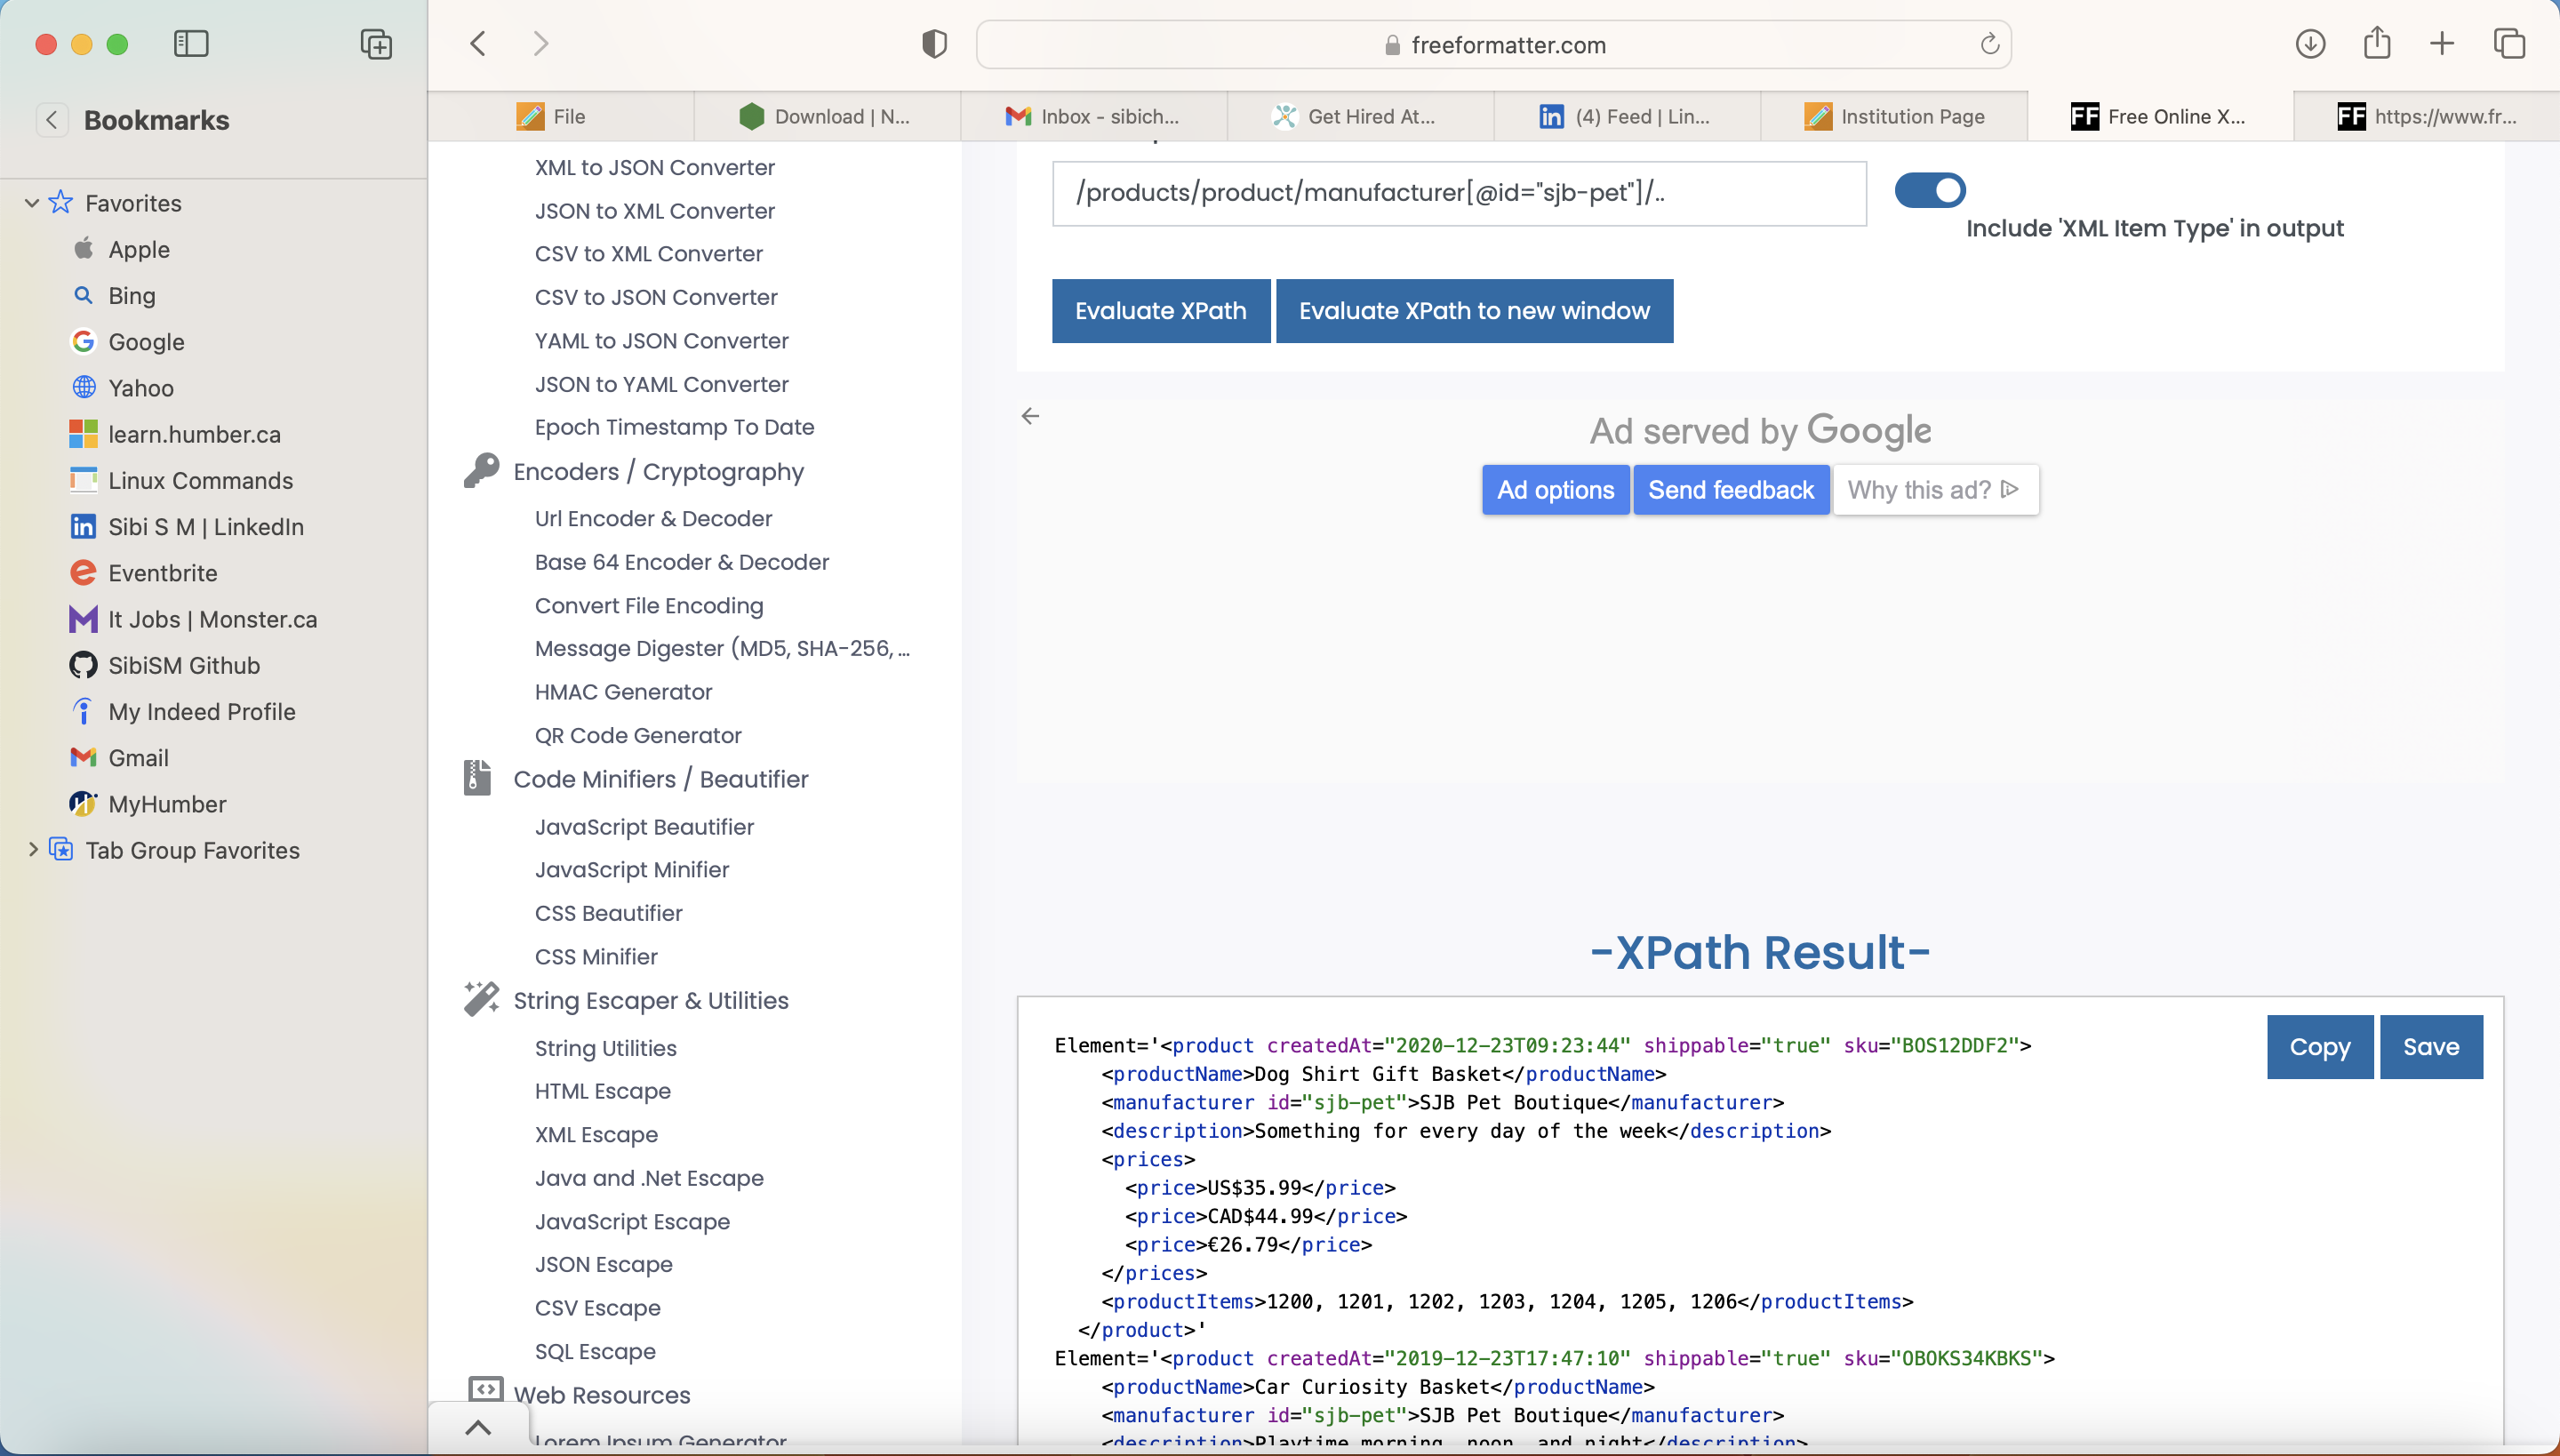 freeformatter.com
Bookmarks
File
Download | N...
Inbox - sibich...
Get Hired At...
(4) Feed | Lin...
Institution Page
Free Online X...
https://www.fr...
Favorites
Apple
Bing
Google
Yahoo
learn.humber.ca
Linux Commands
Sibi S M | LinkedIn
Eventbrite
It Jobs | Monster.ca
SibiSM Github
My Indeed Profile
Gmail
MyHumber
Tab Group Favorites
XML to JSON Converter
JSON to XML Converter
CSV to XML Converter
CSV to JSON Converter
YAML to JSON Converter
JSON to YAML Converter
Epoch Timestamp To Date
Encoders / Cryptography
Url Encoder & Decoder
Base 64 Encoder & Decoder
Convert File Encoding
Message Digester (MD5, SHA-256, ...
HMAC Generator
QR Code Generator
Code Minifiers / Beautifier
JavaScript Beautifier
JavaScript Minifier
CSS Beautifier
CSS Minifier
String Escaper & Utilities
String Utilities
HTML Escape
XML Escape
Java and .Net Escape
JavaScript Escape
JSON Escape
CSV Escape
SQL Escape
Web Resources
Lorem Ipsum Generator
/products/product/manufacturer[@id="sjb-pet"]/..
Include 'XML Item Type' in output
Evaluate XPath
Evaluate XPath to new window
Ad served by Google
Ad options
Send feedback
Why this ad?
-XPath Result-
Copy
Save
Element='<product createdAt="2020-12-23T09:23:44" shippable="true" sku="BOS12DDF2">
<productName>Dog Shirt Gift Basket</productName>
<manufacturer id="sjb-pet">SJB Pet Boutique</manufacturer>
<description>Something for every day of the week</description>
<prices>
<price>US$35.99</price>
<price>CAD$44.99</price>
<price>€26.79</price>
</prices>
<productItems>1200, 1201, 1202, 1203, 1204, 1205, 1206</productItems>
</product>'
Element='<product createdAt="2019-12-23T17:47:10" shippable="true" sku="OBOKS34KBKS">
<productName>Car Curiosity Basket</productName>
<manufacturer id="sjb-pet">SJB Pet Boutique</manufacturer>
<description>Playtime morning, noon, and night</description>